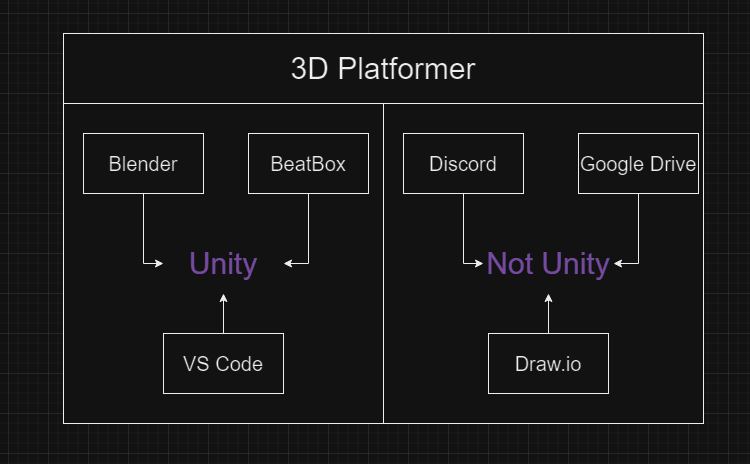 3D Platformer
Blender
BeatBox
Unity
VS Code
Discord
Google Drive
Not Unity
Draw.io